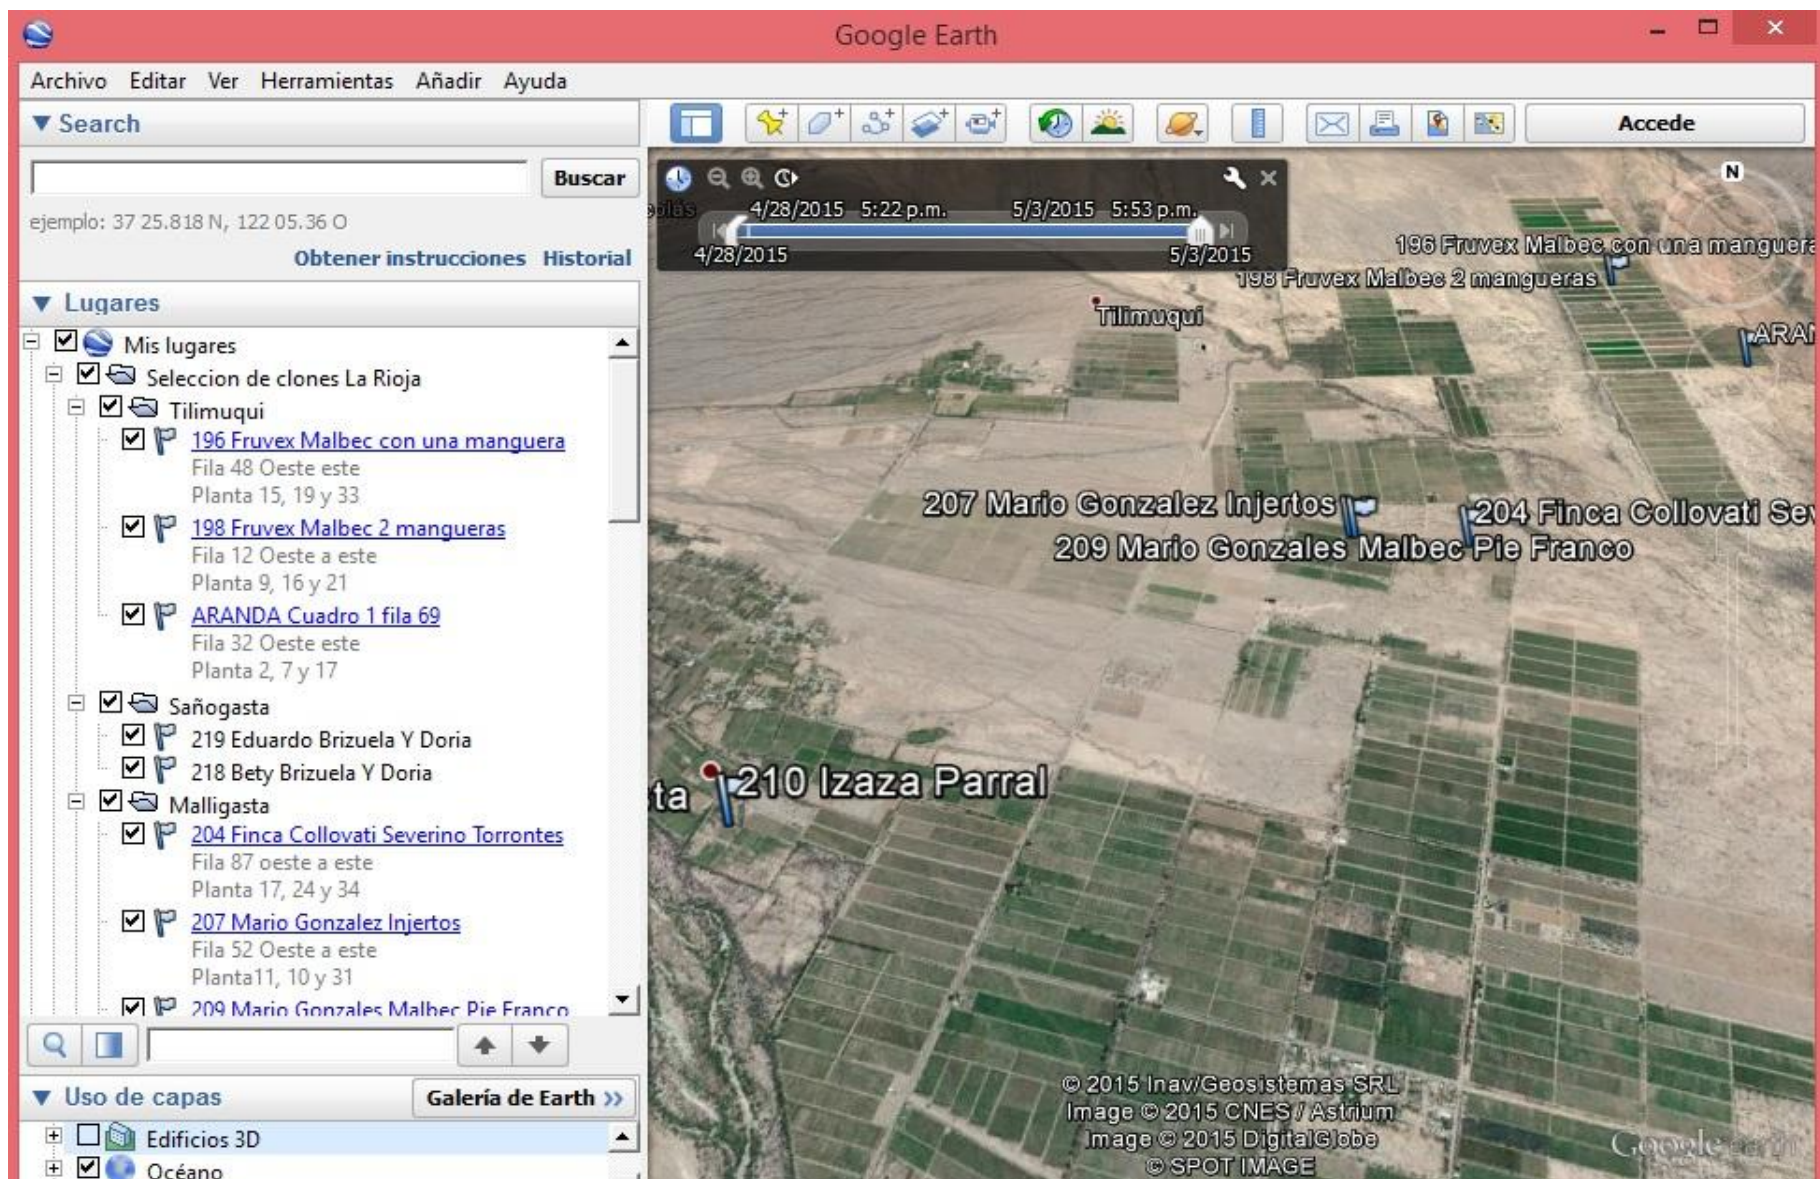 Google Earth
Archivo Editar Ver Herramientas Añadir Ayuda
Search
Buscar
ejemplo: 37 25.818 N, 122 05.36 O
Obtener instrucciones Historial
Lugares
Mis lugares
Seleccion de clones La Rioja
Tilimuqui
196 Fruvex Malbec con una manguera
Fila 48 Oeste este
Planta 15, 19 y 33
198 Fruvex Malbec 2 mangueras
Fila 12 Oeste a este
Planta 9, 16 y 21
ARANDA Cuadro 1 fila 69
Fila 32 Oeste este
Planta 2, 7 y 17
Sañogasta
219 Eduardo Brizuela Y Doria
218 Bety Brizuela Y Doria
Malligasta
204 Finca Collovati Severino Torrontes
Fila 87 oeste a este
Planta 17, 24 y 34
207 Mario Gonzalez Injertos
Fila 52 Oeste a este
Planta11, 10 y 31
209 Mario Gonzales Malbec Pie Franco
Uso de capas
Galería de Earth »
Edificios 3D
Océano
Accede
4/28/2015 5:22 p.m. 5/3/2015 5:53 p.m.
4/28/2015 5/3/2015
N
196 Fruvex Malbec con una manguera
198 Fruvex Malbec 2 mangueras
Tilimuqui
ARAN
207 Mario Gonzalez Injertos
204 Finca Collovati Sev
209 Mario Gonzales Malbec Pie Franco
ta
210 Izaza Parral
© 2015 Inav/Geosistemas SRL
Image © 2015 CNES / Astrium
Image © 2015 DigitalGlobe
© SPOT IMAGE
Google earth